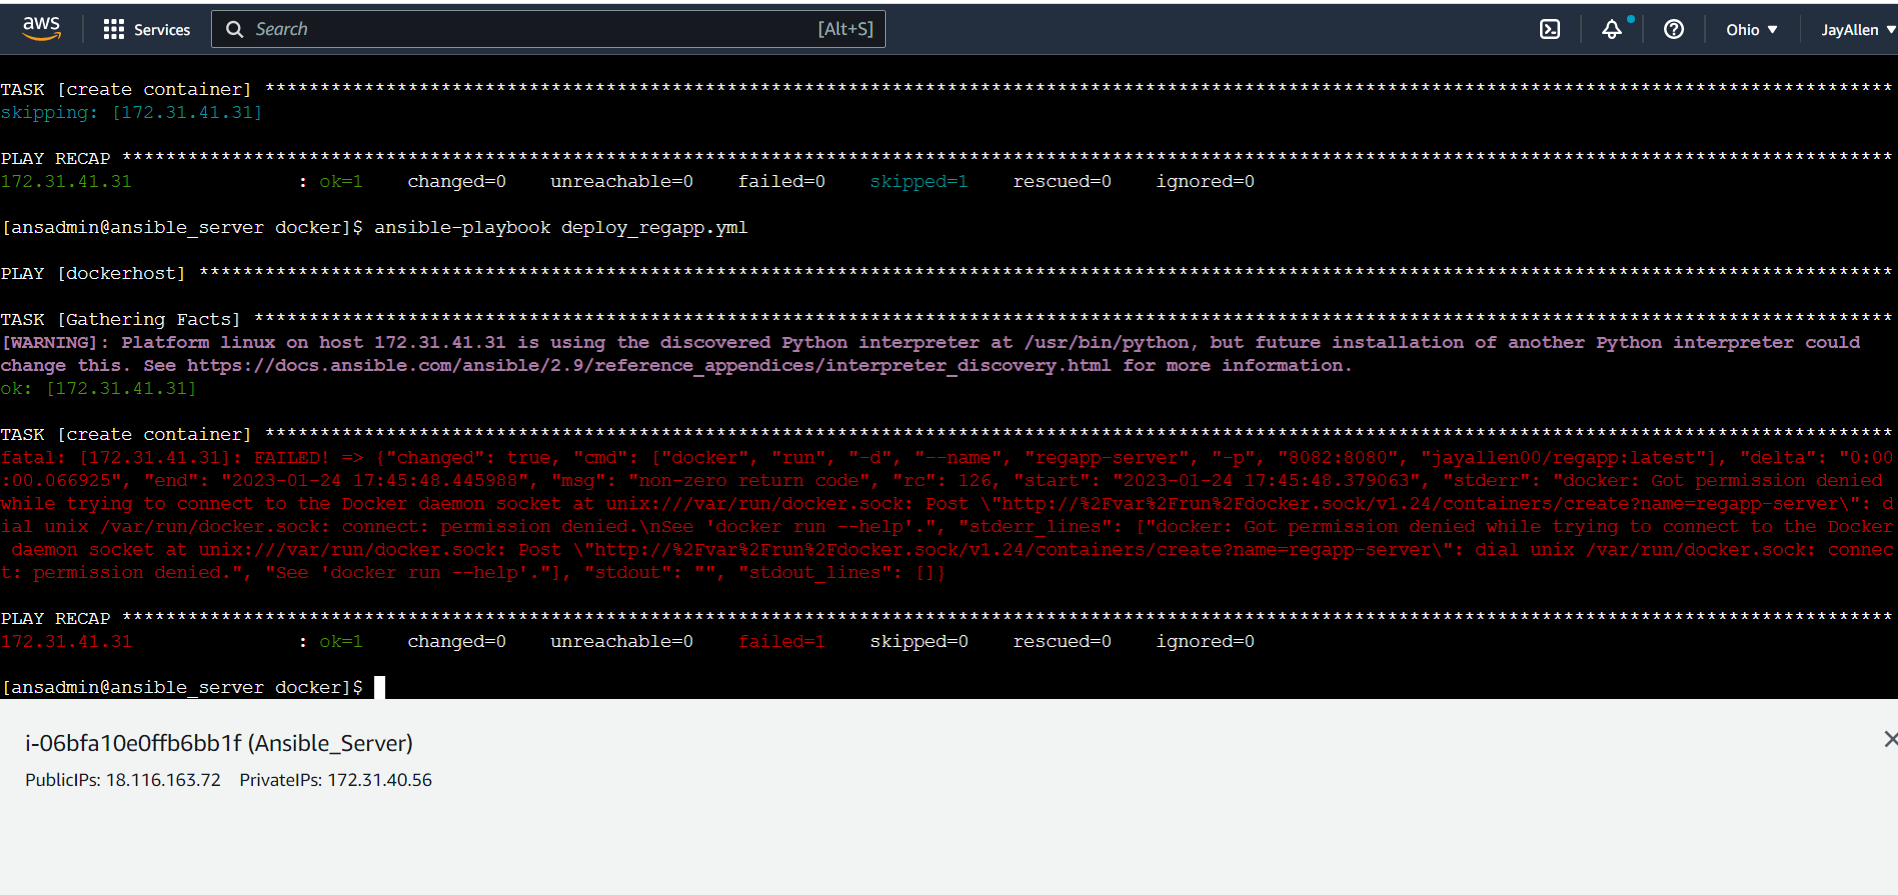 aws Services Search [Alt+S] Ohio ▼ JayAllen ▼
TASK [create container] ****************************************************************************************************************************************************
skipping: [172.31.41.31]
PLAY RECAP *****************************************************************************************************************************************************************
172.31.41.31 : ok=1 changed=0 unreachable=0 failed=0 skipped=1 rescued=0 ignored=0
[ansadmin@ansible_server docker]$ ansible-playbook deploy_regapp.yml
PLAY [dockerhost] **********************************************************************************************************************************************************
TASK [Gathering Facts] *****************************************************************************************************************************************************
[WARNING]: Platform linux on host 172.31.41.31 is using the discovered Python interpreter at /usr/bin/python, but future installation of another Python interpreter could
change this. See https://docs.ansible.com/ansible/2.9/reference_appendices/interpreter_discovery.html for more information.
ok: [172.31.41.31]
TASK [create container] ****************************************************************************************************************************************************
fatal: [172.31.41.31]: FAILED! => {"changed": true, "cmd": ["docker", "run", "-d", "--name", "regapp-server", "-p", "8082:8080", "jayallen00/regapp:latest"], "delta": "0:00
:00.066925", "end": "2023-01-24 17:45:48.445988", "msg": "non-zero return code", "rc": 126, "start": "2023-01-24 17:45:48.379063", "stderr": "docker: Got permission denied
while trying to connect to the Docker daemon socket at unix:///var/run/docker.sock: Post \"http://%2Fvar%2Frun%2Fdocker.sock/v1.24/containers/create?name=regapp-server\": d
ial unix /var/run/docker.sock: connect: permission denied.\nSee 'docker run --help'.", "stderr_lines": ["docker: Got permission denied while trying to connect to the Docker
daemon socket at unix:///var/run/docker.sock: Post \"http://%2Fvar%2Frun%2Fdocker.sock/v1.24/containers/create?name=regapp-server\": dial unix /var/run/docker.sock: connec
t: permission denied.", "See 'docker run --help'."], "stdout": "", "stdout_lines": []}
PLAY RECAP *****************************************************************************************************************************************************************
172.31.41.31 : ok=1 changed=0 unreachable=0 failed=1 skipped=0 rescued=0 ignored=0
[ansadmin@ansible_server docker]$
i-06bfa10e0ffb6bb1f (Ansible_Server)
PublicIPs: 18.116.163.72 PrivateIPs: 172.31.40.56